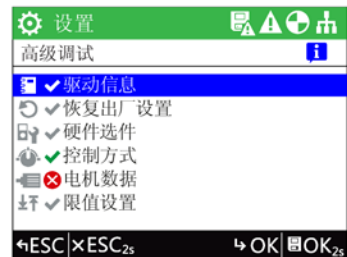 设置
高级调试 i
驱动信息
恢复出厂设置
硬件选件
控制方式
电机数据
限值设置
ESC ×ESC2s OK OK2s